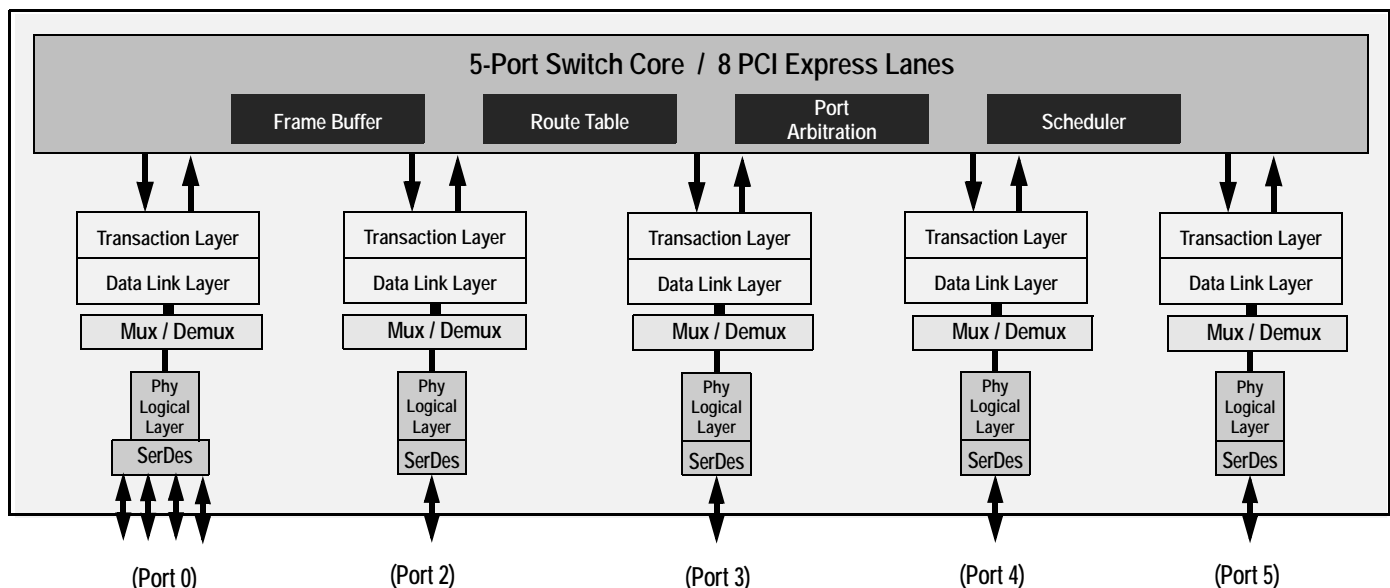 5-Port Switch Core / 8 PCI Express Lanes
Frame Buffer
Route Table
Port
Arbitration
Scheduler
Transaction Layer
Transaction Layer
Transaction Layer
Transaction Layer
Transaction Layer
Data Link Layer
Data Link Layer
Data Link Layer
Data Link Layer
Data Link Layer
Mux / Demux
Mux / Demux
Mux / Demux
Mux / Demux
Mux / Demux
Phy
Logical
Layer
Phy
Logical
Layer
Phy
Logical
Layer
Phy
Logical
Layer
Phy
Logical
Layer
SerDes
SerDes
SerDes
SerDes
SerDes
(Port 0)
(Port 2)
(Port 3)
(Port 4)
(Port 5)